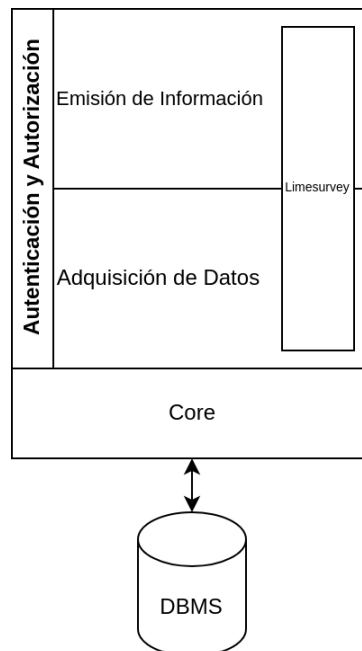 Autenticación y Autorización
Emisión de Información
Limesurvey
Adquisición de Datos
Core
DBMS